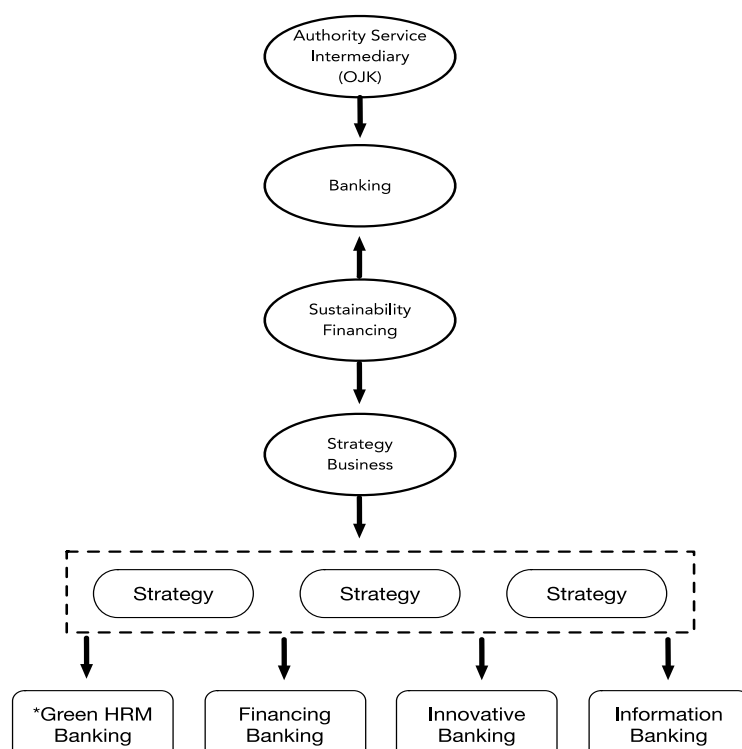 Authority Service
Intermediary
(OJK)
Banking
Sustainability
Financing
Strategy
Business
Strategy
Strategy
Strategy
*Green HRM
Banking
Financing
Banking
Innovative
Banking
Information
Banking